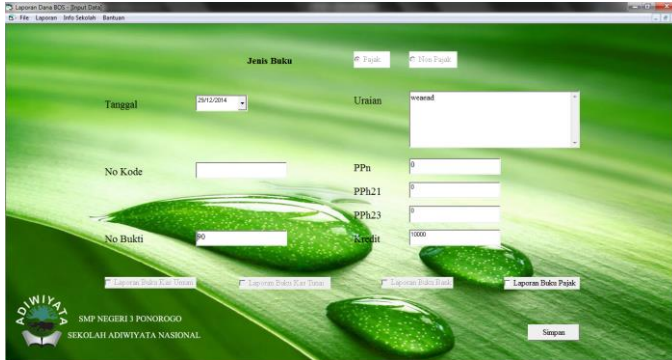 Laporan Dana BOS - [Input Data]
File Laporan Info Sekolah Bantuan
Jenis Buku Pajak Non Pajak
Tanggal 29/12/2014 Uraian
No Kode PPn 0
PPh21 0
PPh23 0
No Bukti Kredit 10000
Laporan Buku Kas Umum Laporan Buku Kas Tunai Laporan Buku Bank Laporan Buku Pajak
ADIWIYATA
SMP NEGERI 3 PONOROGO
SEKOLAH ADIWIYATA NASIONAL
Simpan